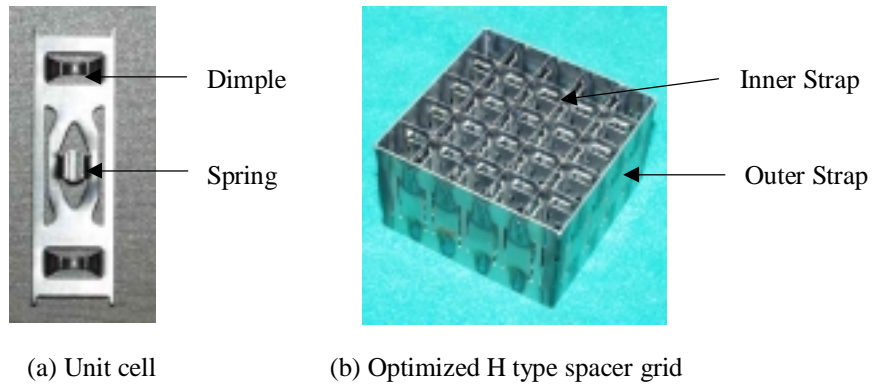 Dimple
Spring
Inner Strap
Outer Strap
(a) Unit cell
(b) Optimized H type spacer grid